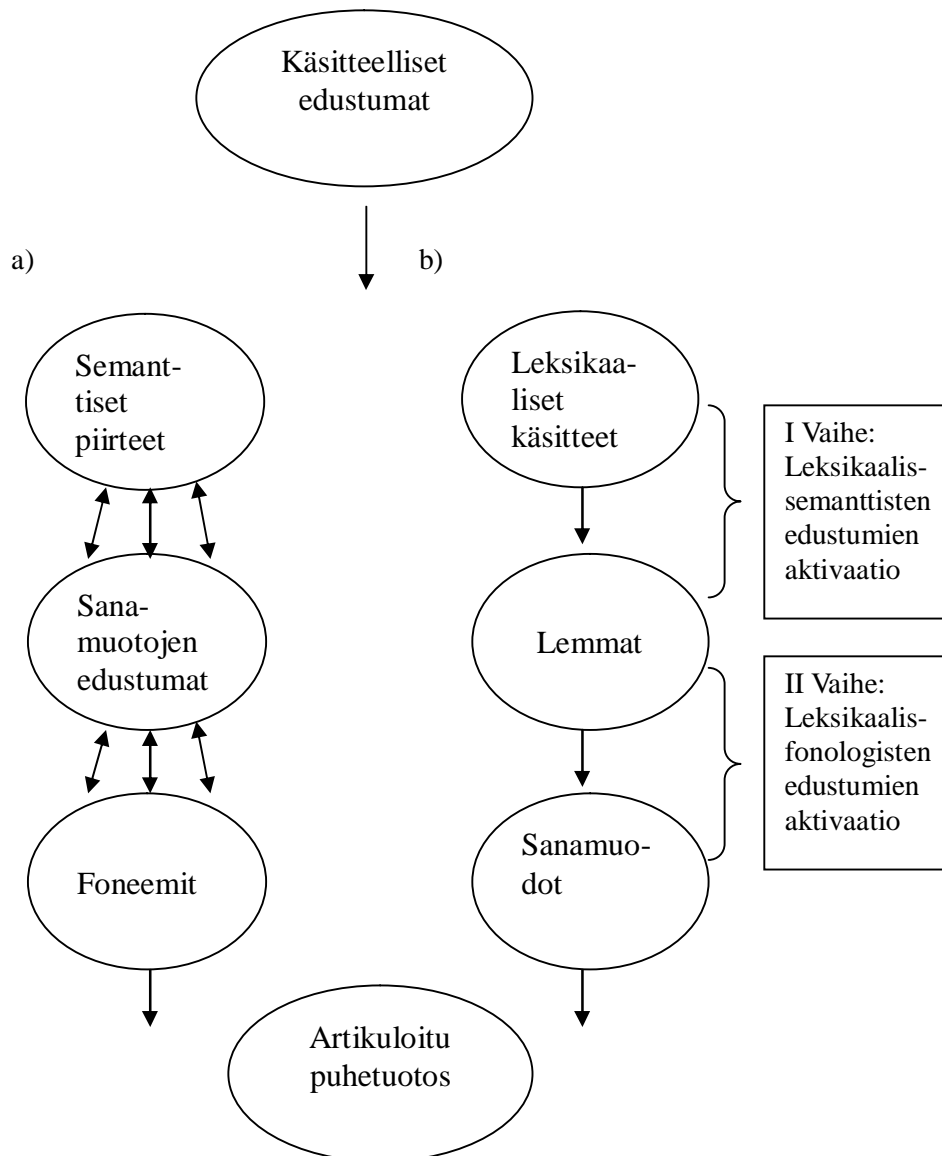 Käsitteelliset
edustumat
a)
b)
Semant-
tiset
piirteet
Sana-
muotojen
edustumat
Foneemit
Leksikaa-
liset
käsitteet
Lemmat
Sanamuo-
dot
I Vaihe:
Leksikaalis-
semanttisten
edustumien
aktivaatio
II Vaihe:
Leksikaalis-
fonologisten
edustumien
aktivaatio
Artikuloitu
puhetuotos